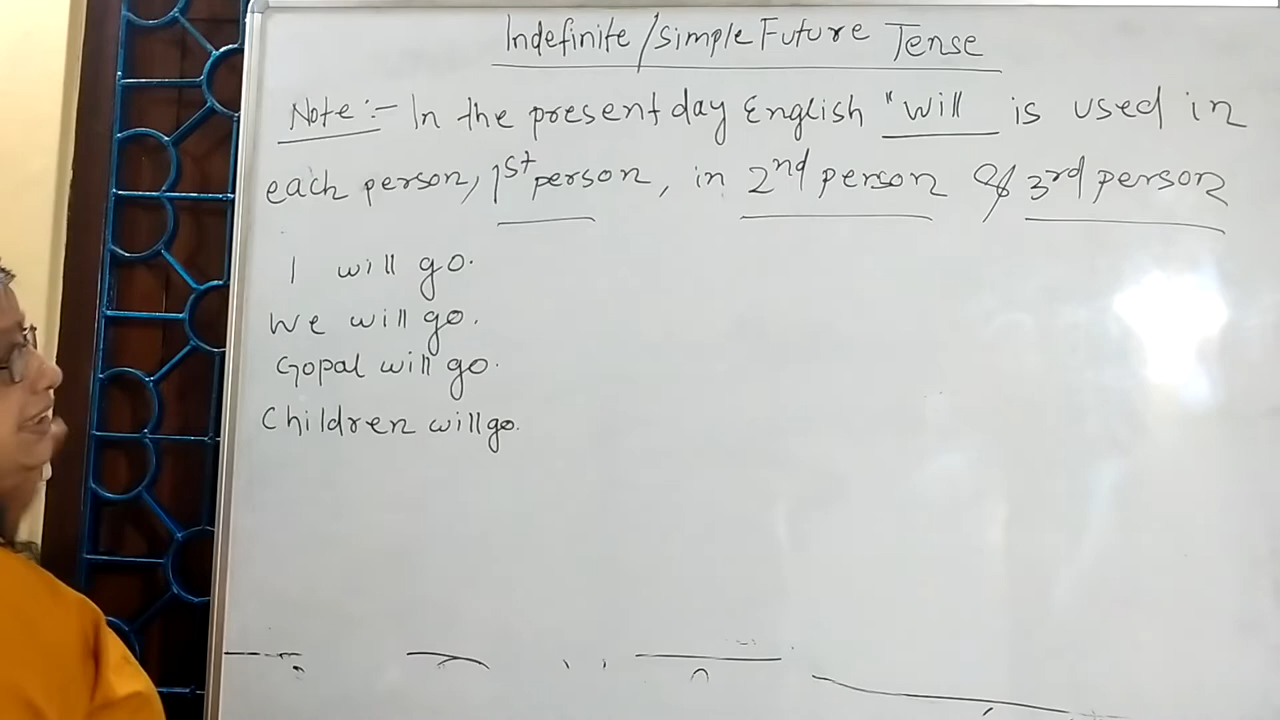 Indefinite/Simple Future Tense
Note:- In the present day English "will is used in
each person, 1st person, in 2nd person & 3rd person
I will go.
We will go.
Gopal will go.
Children will go.